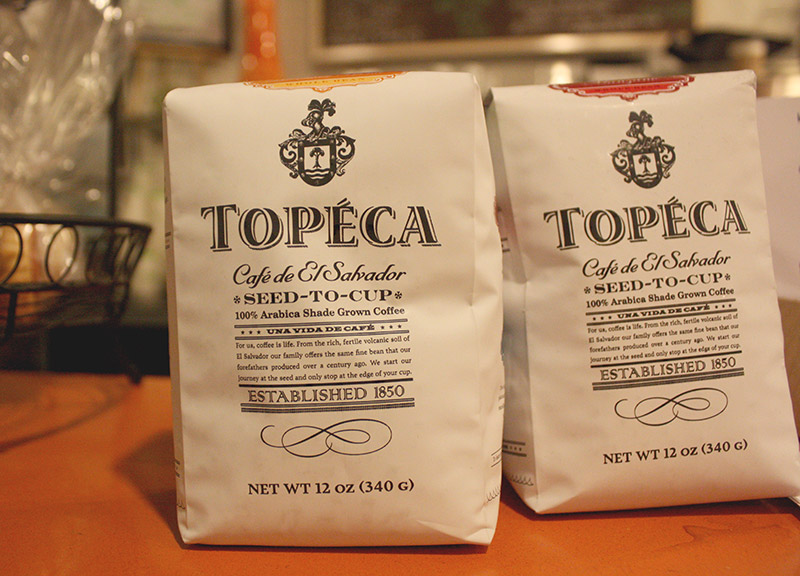 TOPÉCA
Café de El Salvador
*SEED-TO-CUP*
100% Arabica Shade Grown Coffee
UNA VIDA DE CAFÉ
For us, coffee is life. From the rich, fertile volcanic soil of
El Salvador our family offers the same fine bean that our
forefathers produced over a century ago. We start our
journey at the seed and only stop at the edge of your cup.
ESTABLISHED 1850
NET WT 12 OZ (340 G)
TOPÉCA
Café de El Salvador
*SEED-TO-CUP*
100% Arabica Shade Grown Coffee
UNA VIDA DE CAFÉ
For us, coffee is life. From the rich, fertile volcanic soil of
El Salvador our family offers the same fine bean that our
forefathers produced over a century ago. We start our
journey at the seed and only stop at the edge of your cup.
ESTABLISHED 1850
NET WT 12 OZ (340 G)